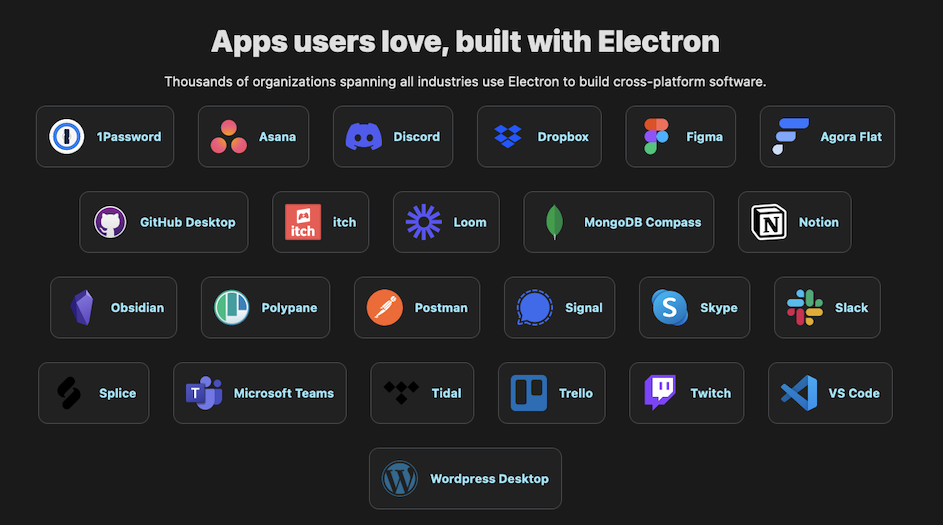 Apps users love, built with Electron
Thousands of organizations spanning all industries use Electron to build cross-platform software.
1Password Asana Discord Dropbox Figma Agora Flat
GitHub Desktop itch itch Loom MongoDB Compass N Notion
Obsidian Polypane Postman Signal S Skype Slack
Splice T Microsoft Teams Tidal Trello Twitch VS Code
W Wordpress Desktop